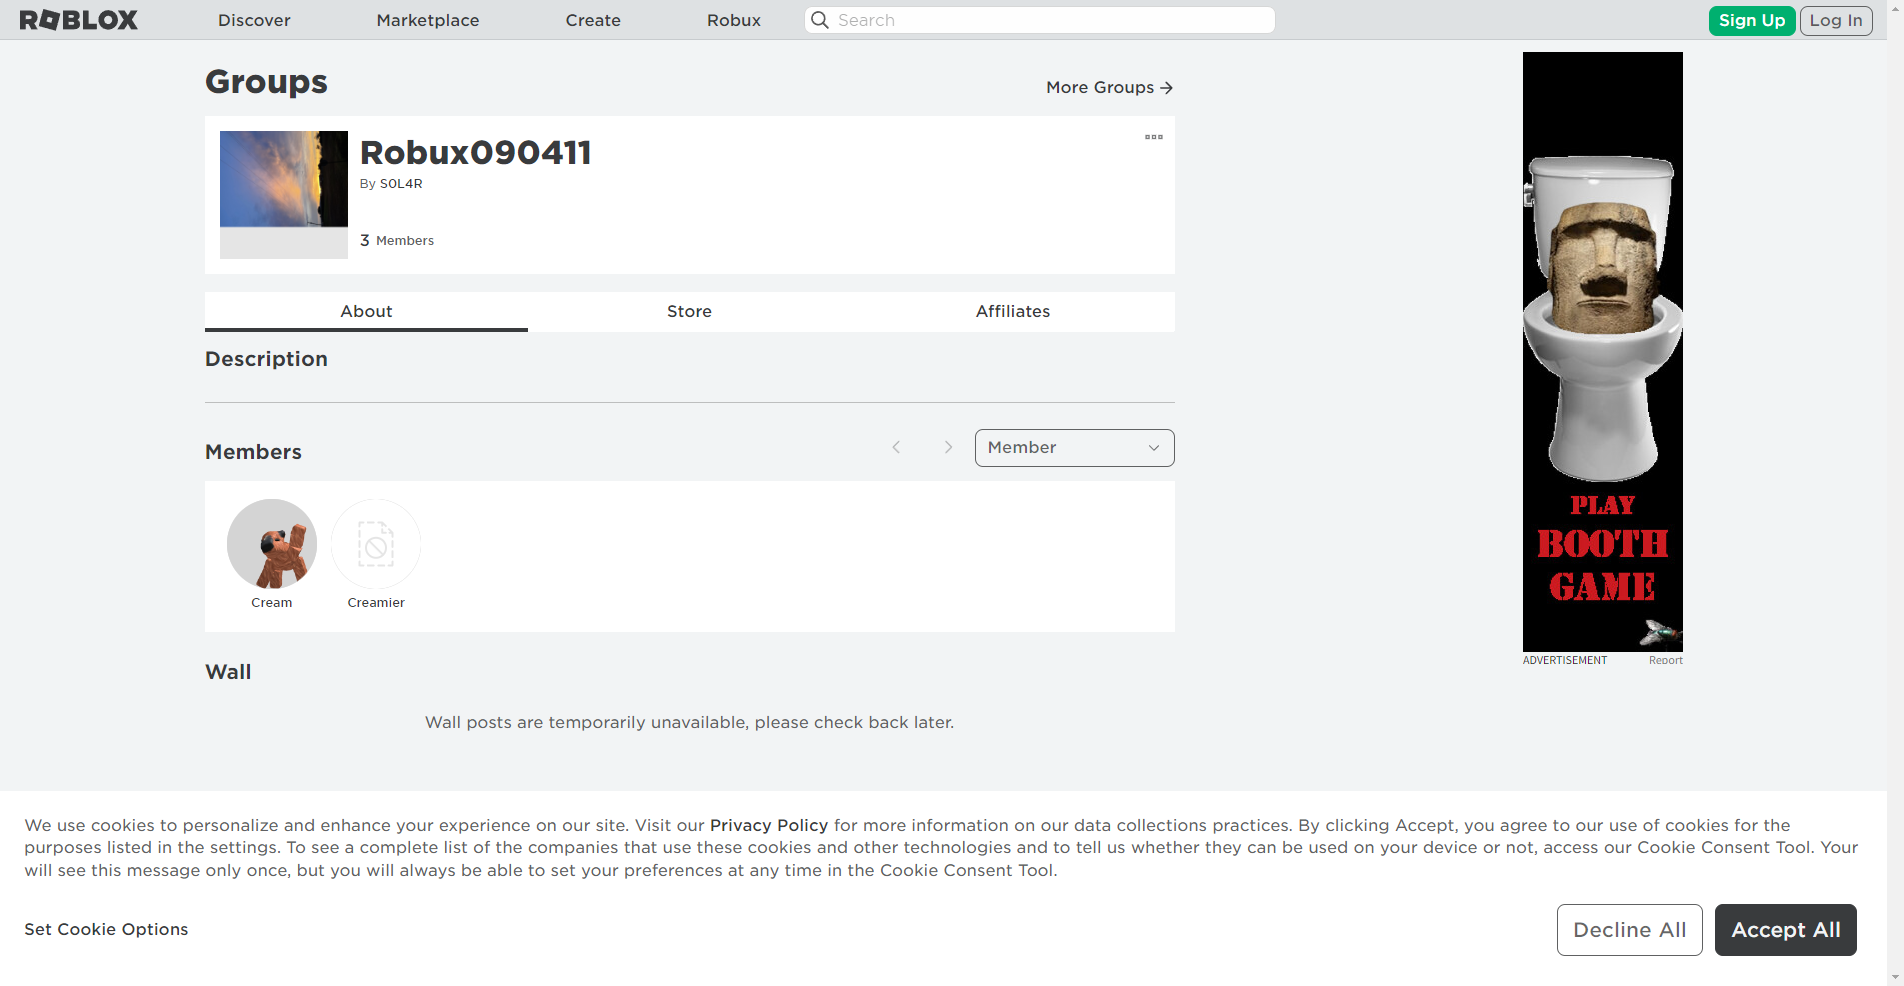 ROBLOX
Discover
Marketplace
Create
Robux
Search
Sign Up
Log In
Groups
More Groups
Robux090411
By S0L4R
3 Members
About
Store
Affiliates
Description
Members
Member
Cream
Creamier
Wall
Wall posts are temporarily unavailable, please check back later.
PLAY
BOOTH
GAME
ADVERTISEMENT
Report
We use cookies to personalize and enhance your experience on our site. Visit our Privacy Policy for more information on our data collections practices. By clicking Accept, you agree to our use of cookies for the
purposes listed in the settings. To see a complete list of the companies that use these cookies and other technologies and to tell us whether they can be used on your device or not, access our Cookie Consent Tool. Your
will see this message only once, but you will always be able to set your preferences at any time in the Cookie Consent Tool.
Set Cookie Options
Decline All
Accept All